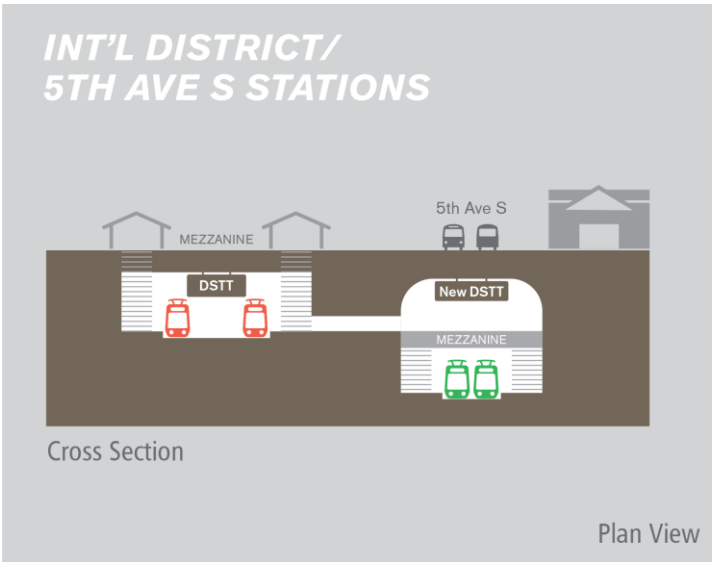 INT'L DISTRICT/
5TH AVE S STATIONS
5th Ave S
MEZZANINE
DSTT
New DSTT
MEZZANINE
Cross Section
Plan View